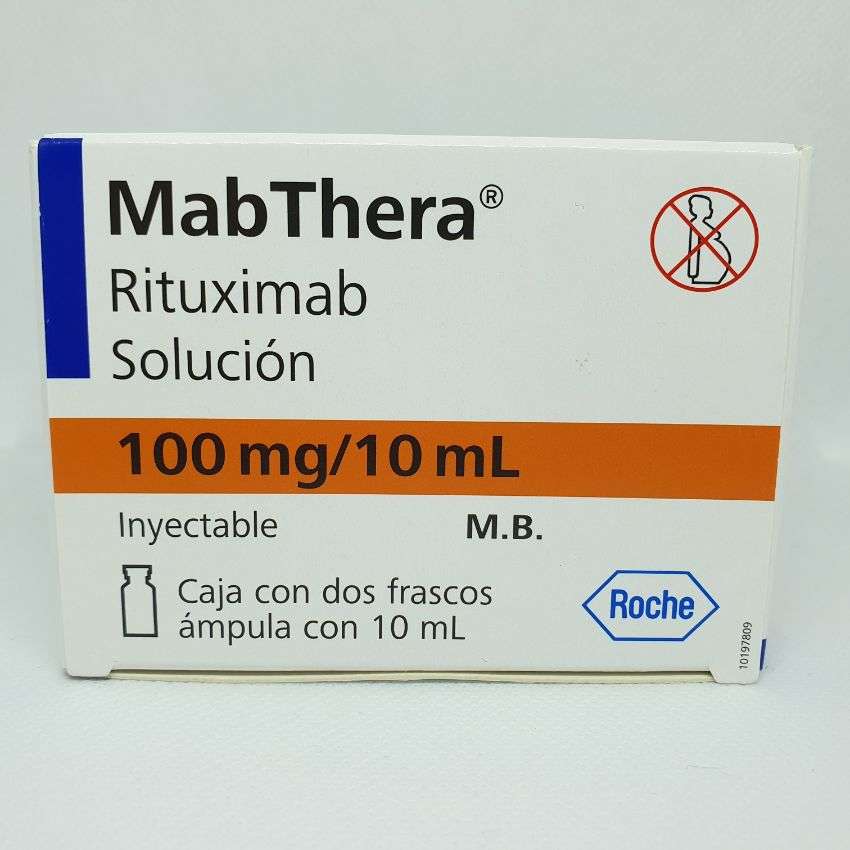 MabThera®
Rituximab
Solución
100 mg/10 mL
Inyectable M.B.
Caja con dos frascos
ámpula con 10 mL
Roche
10197809